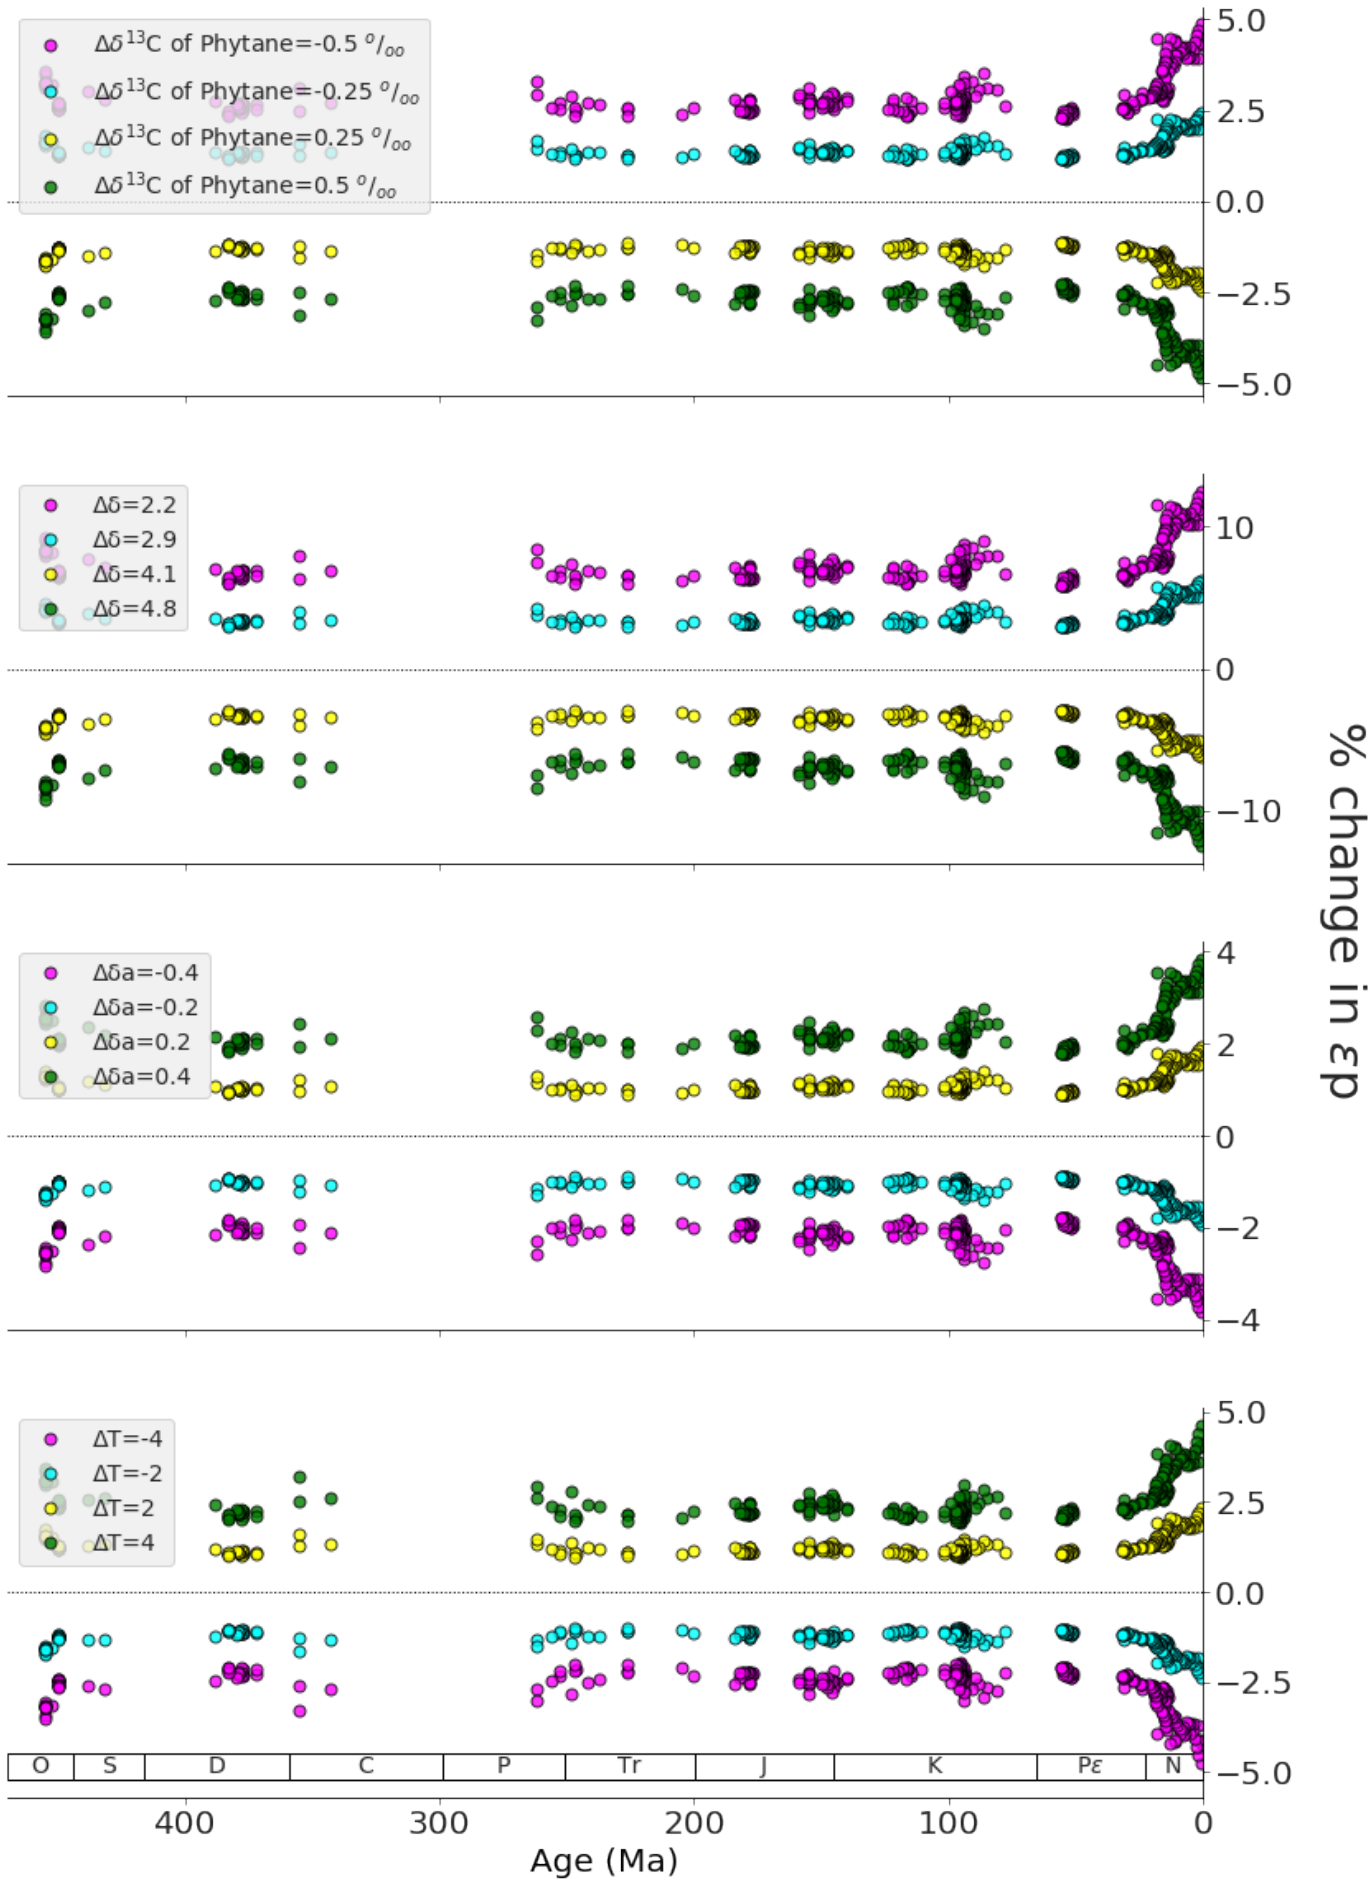 5.0
Δδ¹³C of Phytane=-0.5 ᵒ/ₒₒ
Δδ¹³C of Phytane=-0.25 ᵒ/ₒₒ
2.5
Δδ¹³C of Phytane=0.25 ᵒ/ₒₒ
Δδ¹³C of Phytane=0.5 ᵒ/ₒₒ
0.0
−2.5
−5.0
Δδ=2.2
10
Δδ=2.9
Δδ=4.1
Δδ=4.8
0
−10
% change in εp
4
Δδa=-0.4
Δδa=-0.2
Δδa=0.2
2
Δδa=0.4
0
−2
−4
5.0
ΔT=-4
ΔT=-2
2.5
ΔT=2
ΔT=4
0.0
−2.5
O S D C P Tr J K Pε N
−5.0
400 300 200 100 0
Age (Ma)